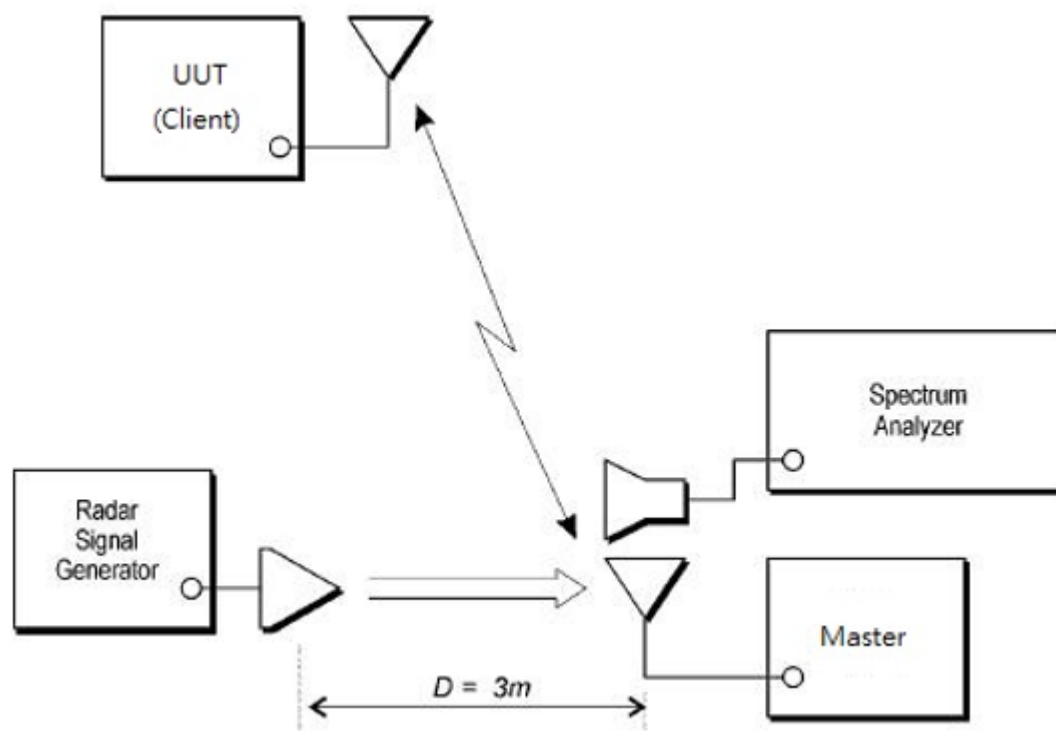 UUT
(Client)
Spectrum
Analyzer
Radar
Signal
Generator
Master
D = 3m